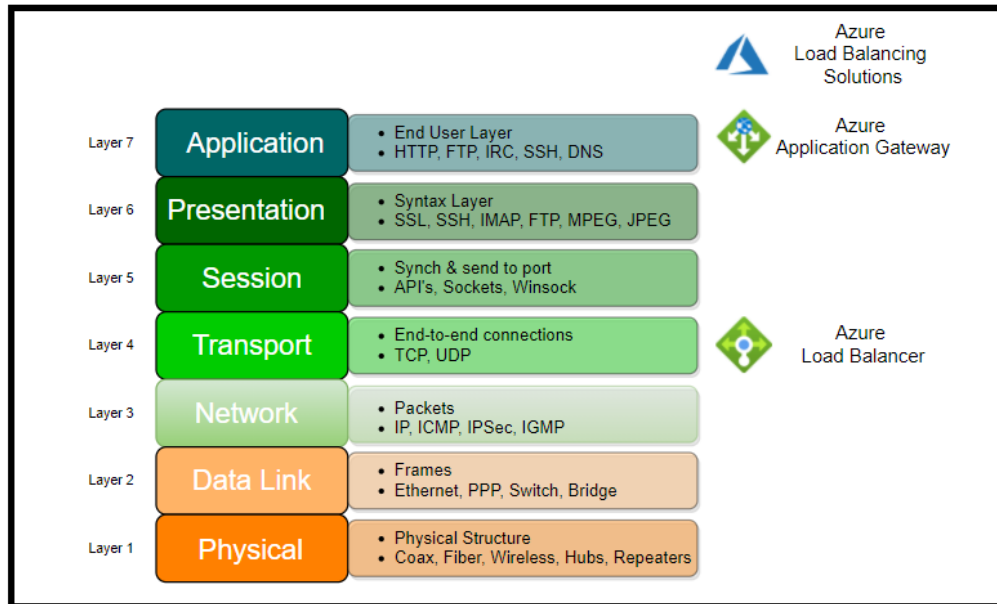 Azure
Load Balancing
Solutions
Layer 7
Application
• End User Layer
• HTTP, FTP, IRC, SSH, DNS
Azure
Application Gateway
Layer 6
Presentation
• Syntax Layer
• SSL, SSH, IMAP, FTP, MPEG, JPEG
Layer 5
Session
• Synch & send to port
• API's, Sockets, Winsock
Layer 4
Transport
• End-to-end connections
• TCP, UDP
Azure
Load Balancer
Layer 3
Network
• Packets
• IP, ICMP, IPSec, IGMP
Layer 2
Data Link
• Frames
• Ethernet, PPP, Switch, Bridge
Layer 1
Physical
• Physical Structure
• Coax, Fiber, Wireless, Hubs, Repeaters